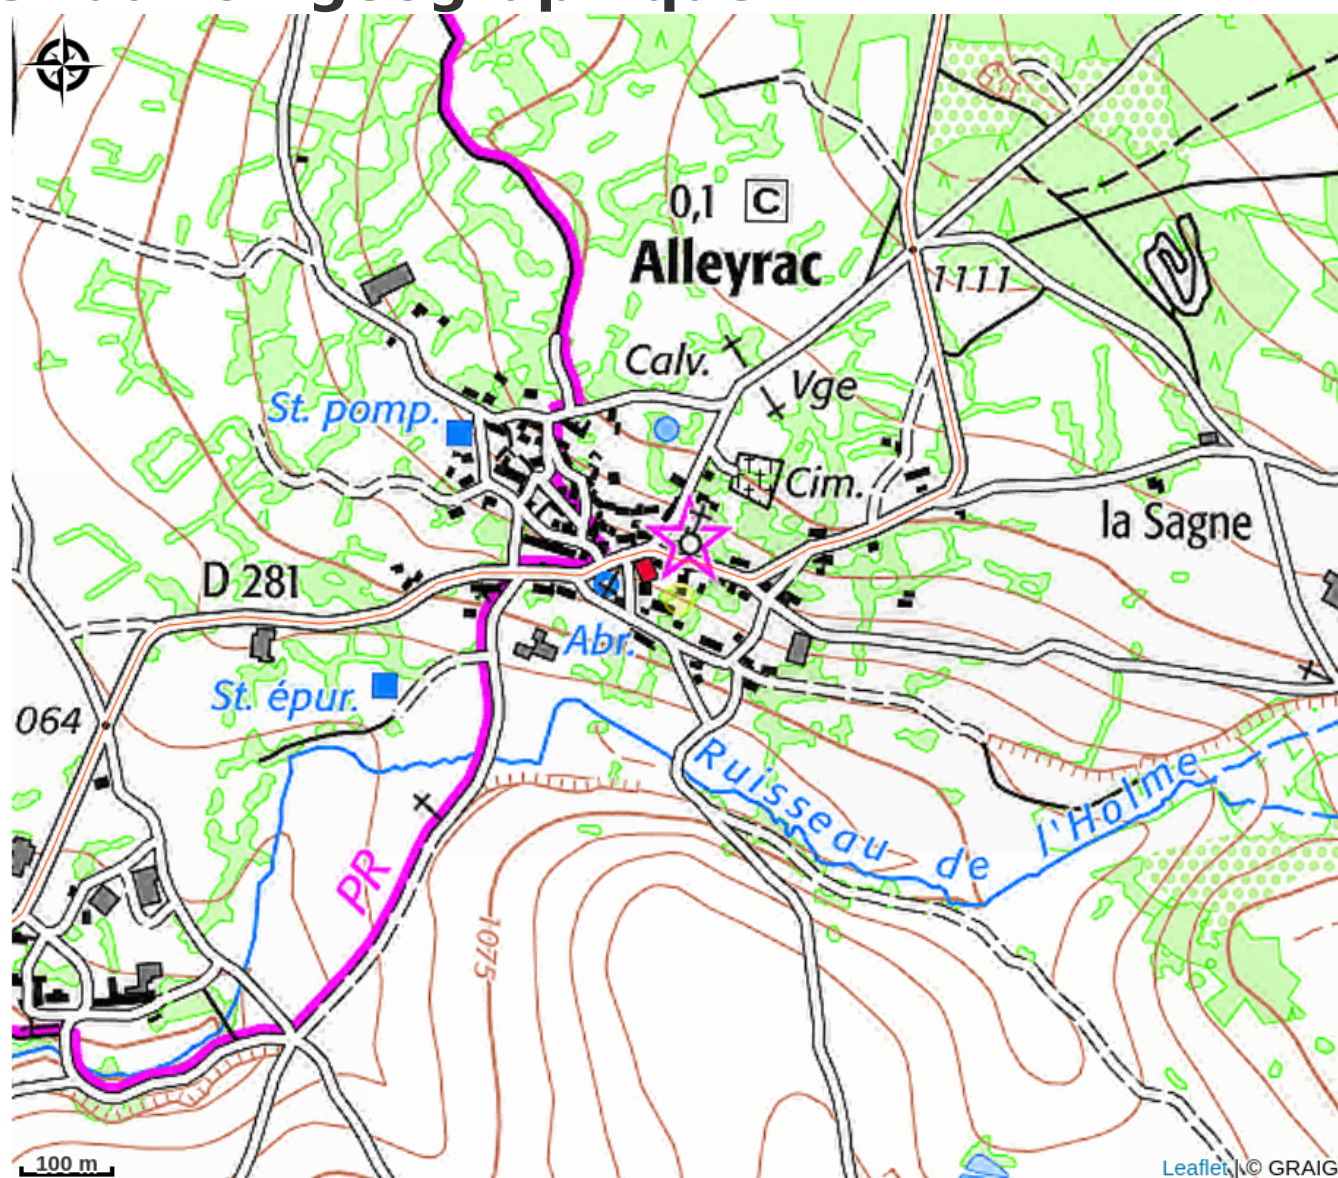 0,1 C
Alleyrac
1111
Calv.
Vge
St. pomp.
Cim.
la Sagne
D 281
Abr.
St. épur.
064
Ruisseau de l'Holme
PR
1075
100 m
Leaflet | © GRAIG